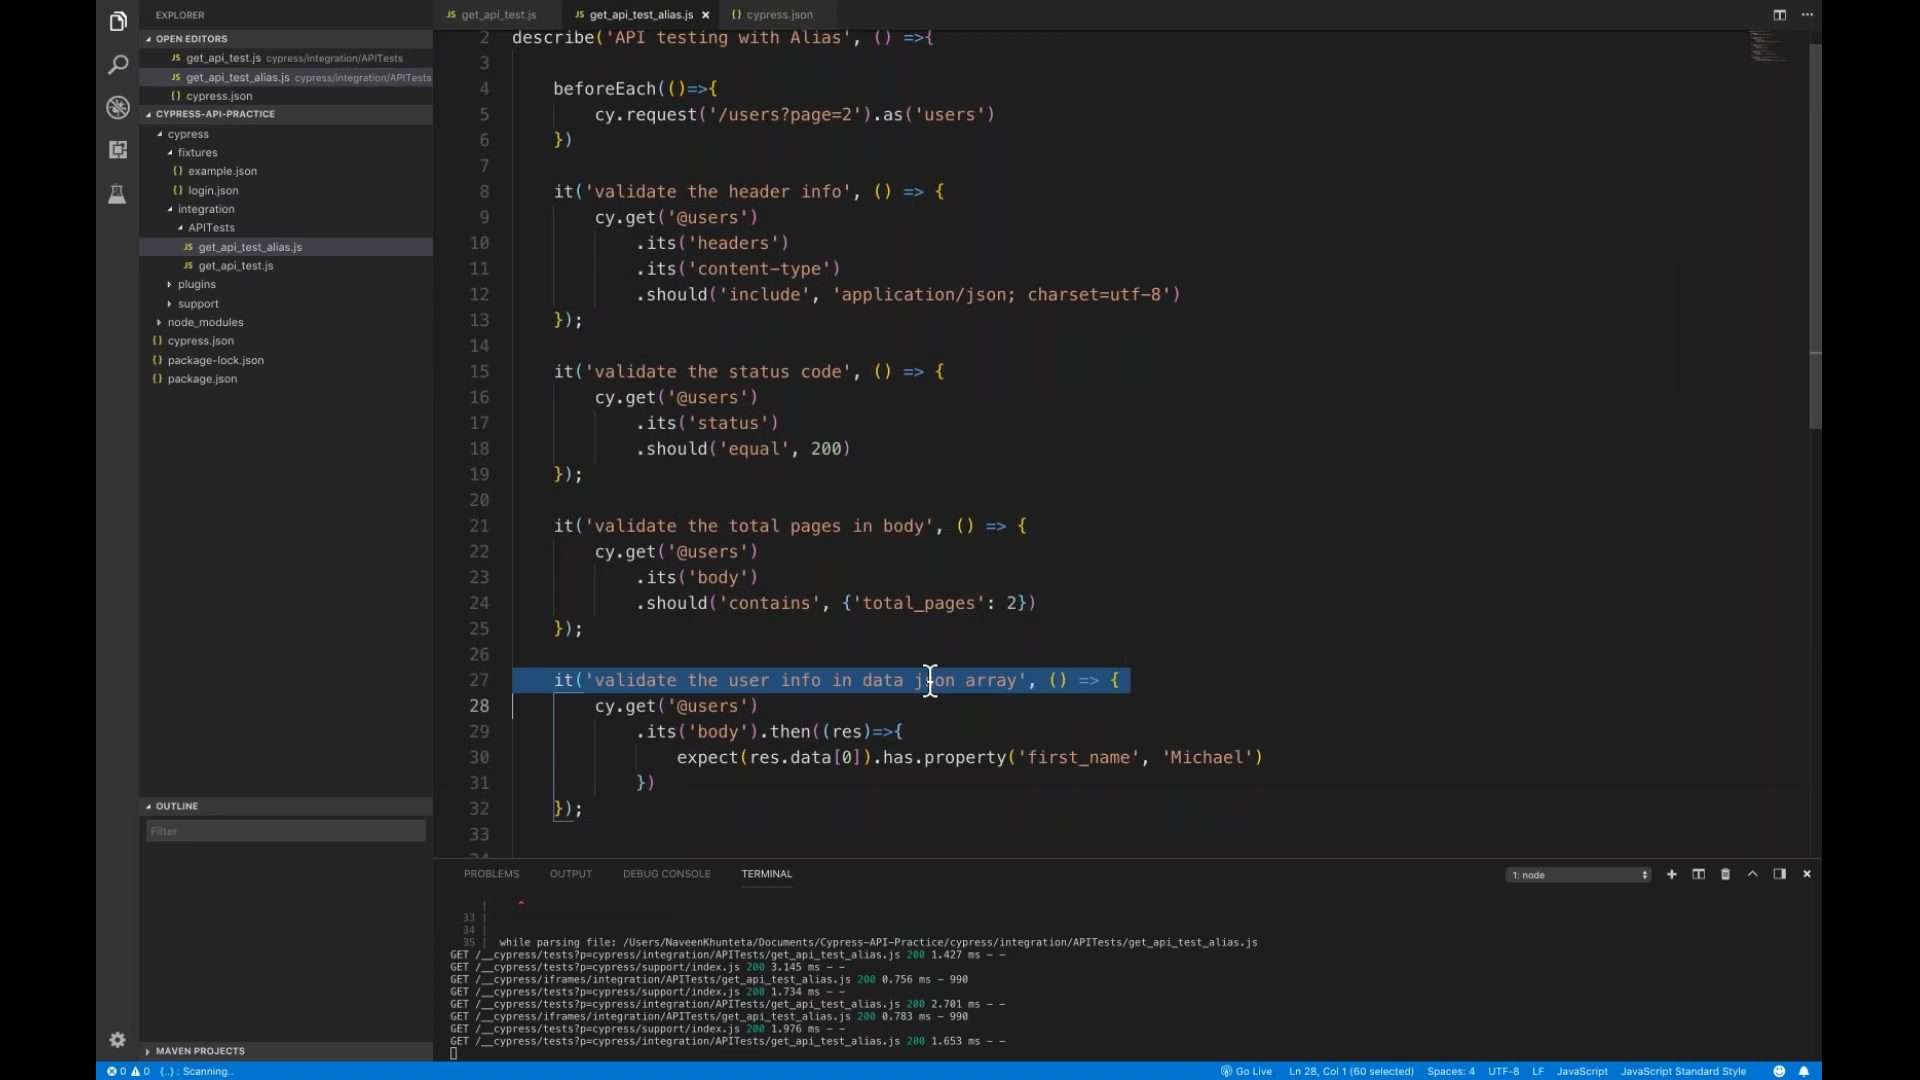 EXPLORER
OPEN EDITORS
JS get_api_test.js cypress/integration/APITests
JS get_api_test_alias.js cypress/integration/APITests
{} cypress.json
CYPRESS-API-PRACTICE
cypress
fixtures
{} example.json
{} login.json
integration
APITests
JS get_api_test_alias.js
JS get_api_test.js
plugins
support
node_modules
{} cypress.json
{} package-lock.json
{} package.json
OUTLINE
Filter
MAVEN PROJECTS
JS get_api_test.js JS get_api_test_alias.js × {} cypress.json
2 describe('API testing with Alias', () =>{
3
4 beforeEach(()=>{
5 cy.request('/users?page=2').as('users')
6 })
7
8 it('validate the header info', () => {
9 cy.get('@users')
10 .its('headers')
11 .its('content-type')
12 .should('include', 'application/json; charset=utf-8')
13 });
14
15 it('validate the status code', () => {
16 cy.get('@users')
17 .its('status')
18 .should('equal', 200)
19 });
20
21 it('validate the total pages in body', () => {
22 cy.get('@users')
23 .its('body')
24 .should('contains', {'total_pages': 2})
25 });
26
27 it('validate the user info in data json array', () => {
28 cy.get('@users')
29 .its('body').then((res)=>{
30 expect(res.data[0]).has.property('first_name', 'Michael')
31 })
32 });
33
PROBLEMS OUTPUT DEBUG CONSOLE TERMINAL 1: node
| ^
33 |
34 |
35 | while parsing file: /Users/NaveenKhunteta/Documents/Cypress-API-Practice/cypress/integration/APITests/get_api_test_alias.js
GET /__cypress/tests?p=cypress/integration/APITests/get_api_test_alias.js 200 1.427 ms - -
GET /__cypress/tests?p=cypress/support/index.js 200 3.145 ms - -
GET /__cypress/iframes/integration/APITests/get_api_test_alias.js 200 0.756 ms - 990
GET /__cypress/tests?p=cypress/support/index.js 200 1.734 ms - -
GET /__cypress/tests?p=cypress/integration/APITests/get_api_test_alias.js 200 2.701 ms - -
GET /__cypress/iframes/integration/APITests/get_api_test_alias.js 200 0.783 ms - 990
GET /__cypress/tests?p=cypress/support/index.js 200 1.976 ms - -
GET /__cypress/tests?p=cypress/integration/APITests/get_api_test_alias.js 200 1.653 ms - -
0 0 {..} : Scanning.. Go Live Ln 28, Col 1 (60 selected) Spaces: 4 UTF-8 LF JavaScript JavaScript Standard Style